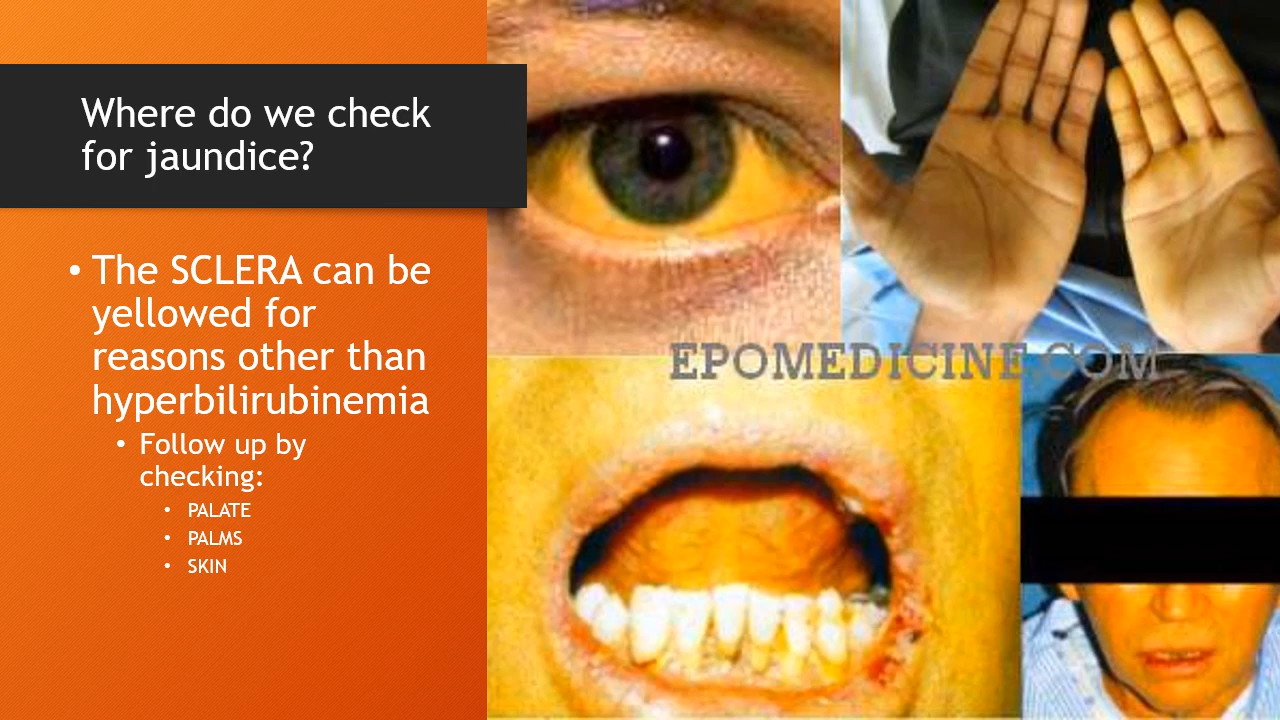 Where do we check
for jaundice?
• The SCLERA can be
yellowed for
reasons other than
hyperbilirubinemia
• Follow up by
checking:
• PALATE
• PALMS
• SKIN
EPOMEDICINE.COM